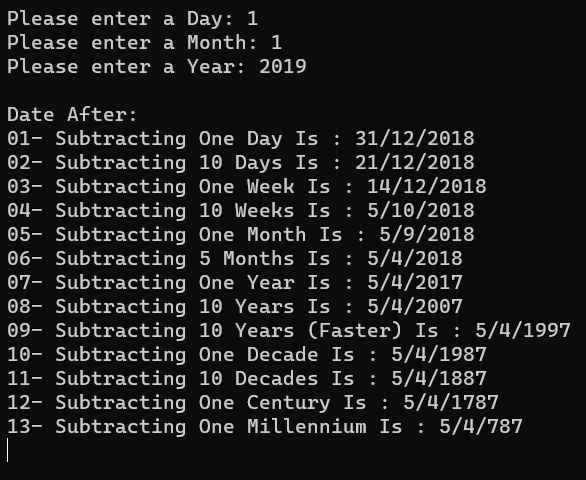 Please enter a Day: 1
Please enter a Month: 1
Please enter a Year: 2019
Date After:
01- Subtracting One Day Is : 31/12/2018
02- Subtracting 10 Days Is : 21/12/2018
03- Subtracting One Week Is : 14/12/2018
04- Subtracting 10 Weeks Is : 5/10/2018
05- Subtracting One Month Is : 5/9/2018
06- Subtracting 5 Months Is : 5/4/2018
07- Subtracting One Year Is : 5/4/2017
08- Subtracting 10 Years Is : 5/4/2007
09- Subtracting 10 Years (Faster) Is : 5/4/1997
10- Subtracting One Decade Is : 5/4/1987
11- Subtracting 10 Decades Is : 5/4/1887
12- Subtracting One Century Is : 5/4/1787
13- Subtracting One Millennium Is : 5/4/787